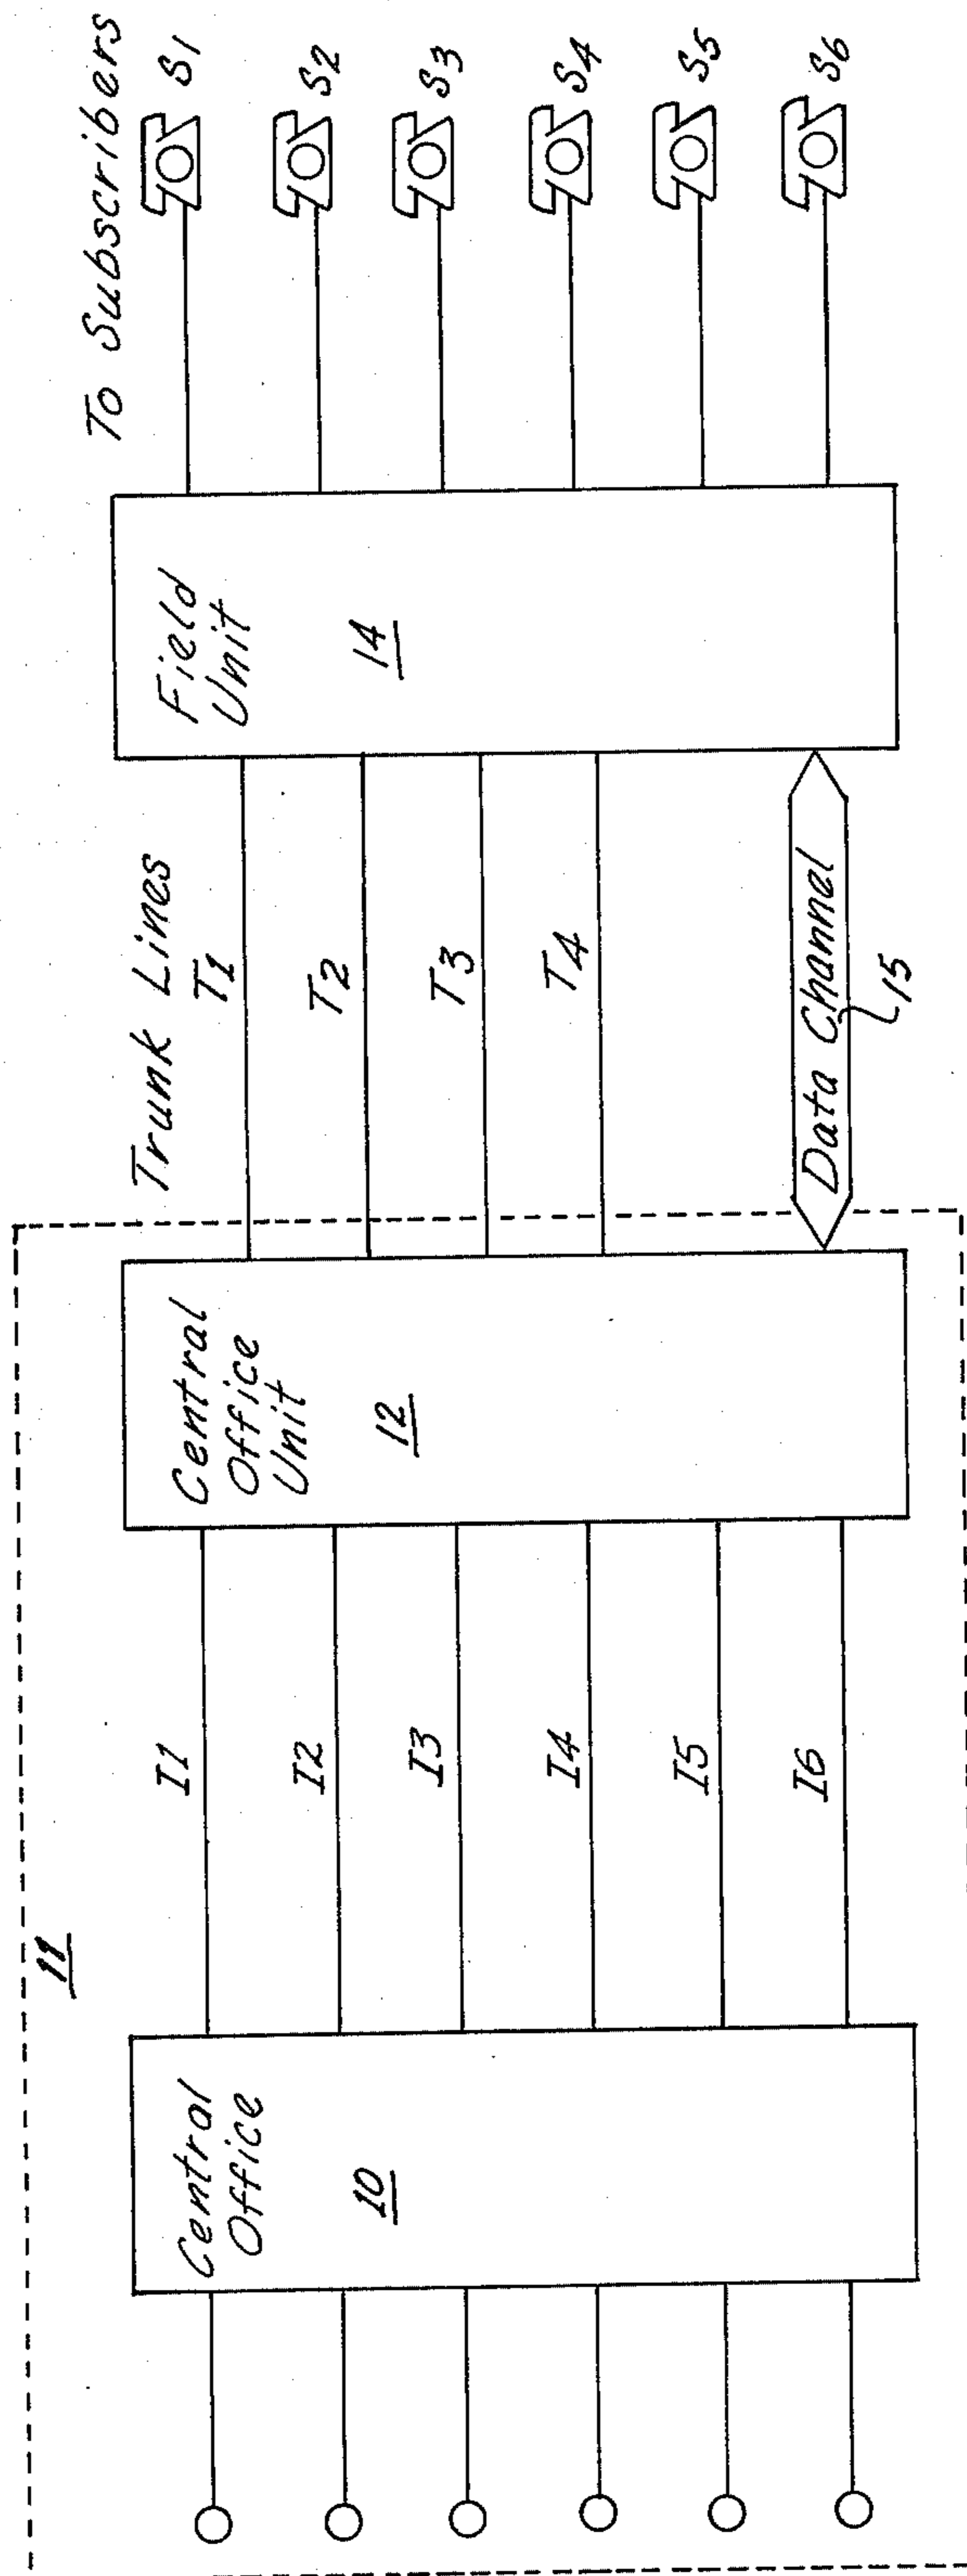 11
Central
Office
10
I1
I2
I3
I4
I5
I6
Central
Office
Unit
12
Trunk Lines
T1
T2
T3
T4
Data Channel
15
Field
Unit
14
To Subscribers
S1
S2
S3
S4
S5
S6